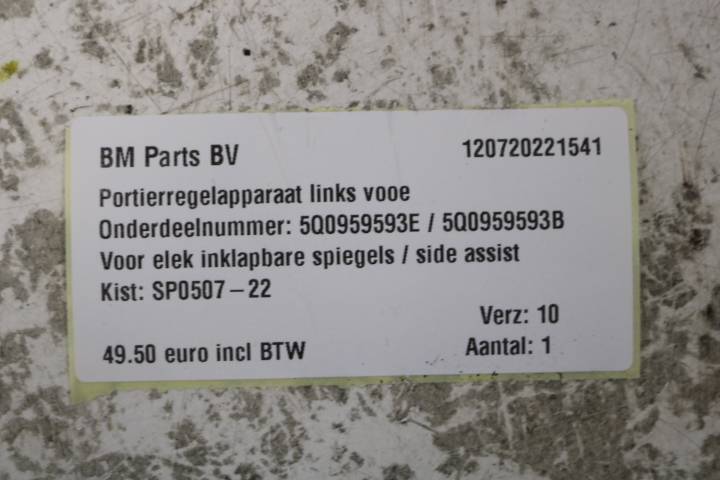 BM Parts BV 120720221541
Portierregelapparaat links vooe
Onderdeelnummer: 5Q0959593E / 5Q0959593B
Voor elek inklapbare spiegels / side assist
Kist: SP0507-22
Verz: 10
49.50 euro incl BTW Aantal: 1